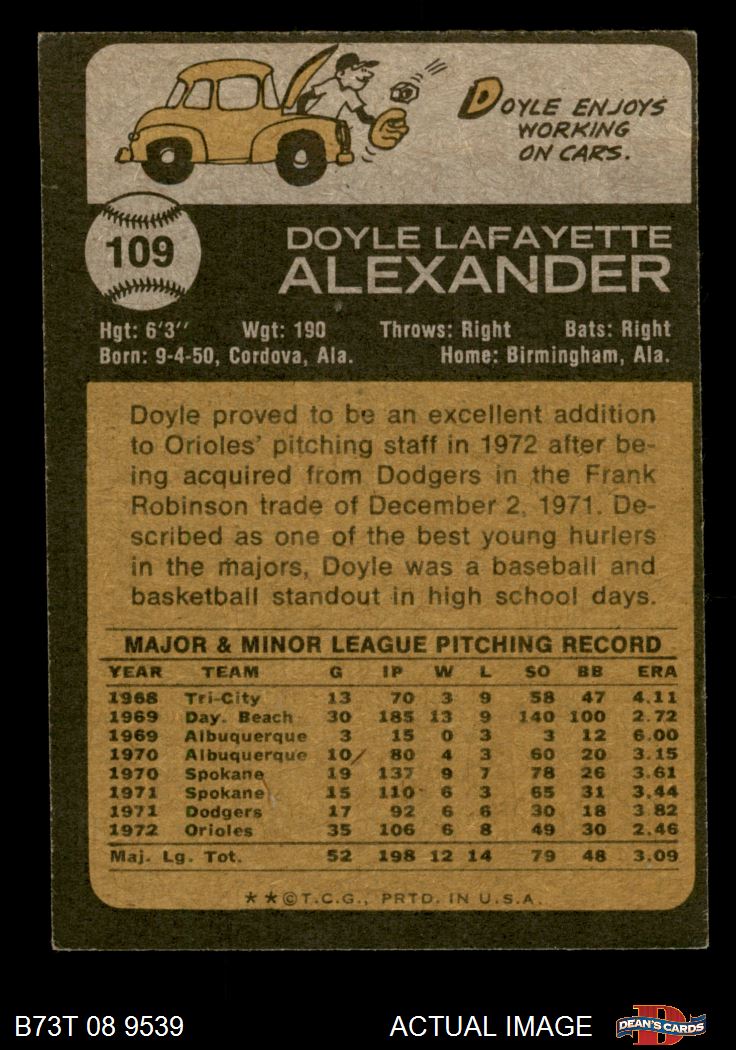 DOYLE ENJOYS
WORKING
ON CARS.
109
DOYLE LAFAYETTE
ALEXANDER
Hgt: 6'3" Wgt: 190 Throws: Right Bats: Right
Born: 9-4-50, Cordova, Ala. Home: Birmingham, Ala.
Doyle proved to be an excellent addition
to Orioles' pitching staff in 1972 after be-
ing acquired from Dodgers in the Frank
Robinson trade of December 2, 1971. De-
scribed as one of the best young hurlers
in the majors, Doyle was a baseball and
basketball standout in high school days.
MAJOR & MINOR LEAGUE PITCHING RECORD
YEAR TEAM G IP W L SO BB ERA
1968 Tri-City 13 70 3 9 58 47 4.11
1969 Day. Beach 30 185 13 9 140 100 2.72
1969 Albuquerque 3 15 0 3 3 12 6.00
1970 Albuquerque 10 80 4 3 60 20 3.15
1970 Spokane 19 137 9 7 78 26 3.61
1971 Spokane 15 110 6 3 65 31 3.44
1971 Dodgers 17 92 6 6 30 18 3.82
1972 Orioles 35 106 6 8 49 30 2.46
Maj. Lg. Tot. 52 198 12 14 79 48 3.09
★★©T.C.G., PRTD. IN U.S.A.
B73T 08 9539 ACTUAL IMAGE D DEAN'S CARDS